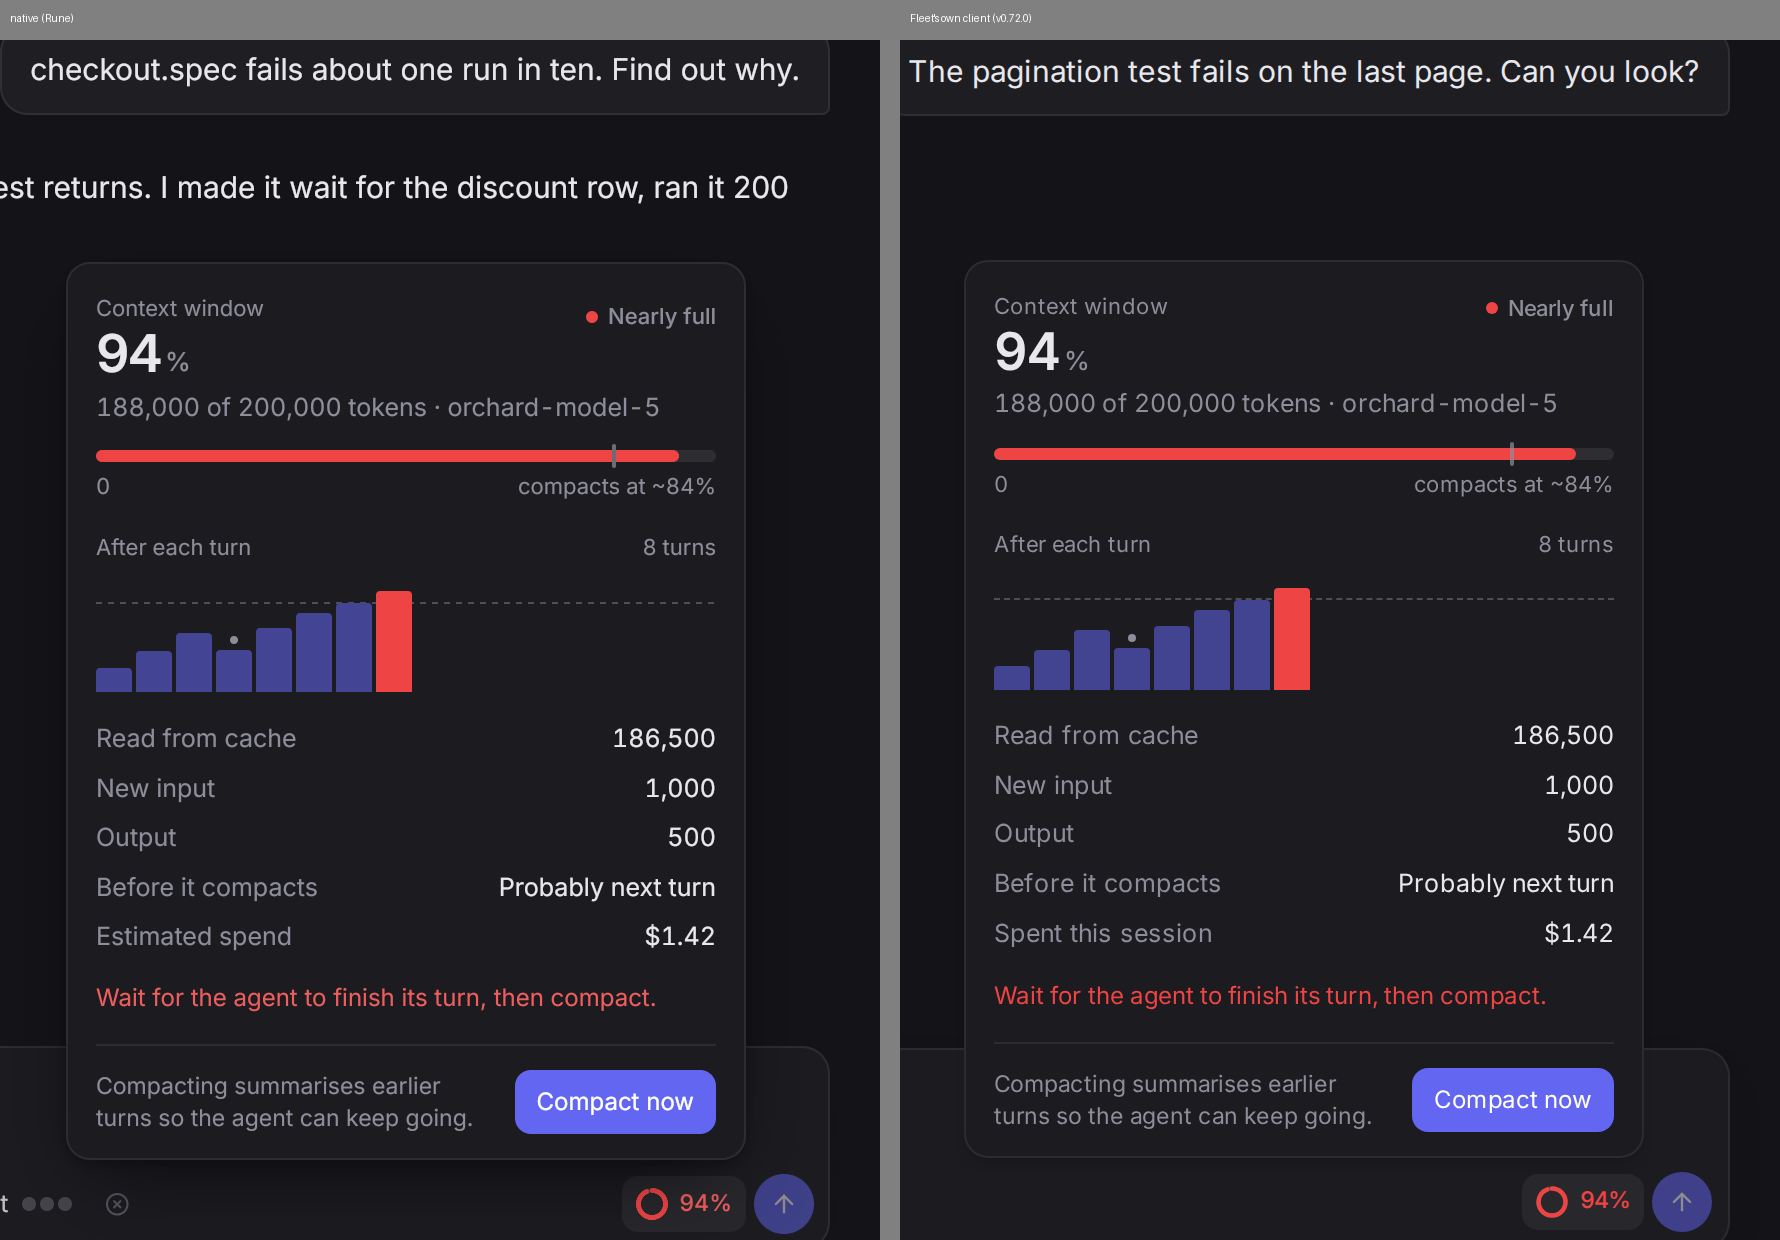 native (Rune)
checkout.spec fails about one run in ten. Find out why.
est returns. I made it wait for the discount row, ran it 200
Context window
Nearly full
94%
188,000 of 200,000 tokens · orchard-model-5
0
compacts at ~84%
After each turn
8 turns
Read from cache 186,500
New input 1,000
Output 500
Before it compacts Probably next turn
Estimated spend $1.42
Wait for the agent to finish its turn, then compact.
Compacting summarises earlier
turns so the agent can keep going.
Compact now
t
94%
Fleet's own client (v0.72.0)
The pagination test fails on the last page. Can you look?
Context window
Nearly full
94%
188,000 of 200,000 tokens · orchard-model-5
0
compacts at ~84%
After each turn
8 turns
Read from cache 186,500
New input 1,000
Output 500
Before it compacts Probably next turn
Spent this session $1.42
Wait for the agent to finish its turn, then compact.
Compacting summarises earlier
turns so the agent can keep going.
Compact now
94%